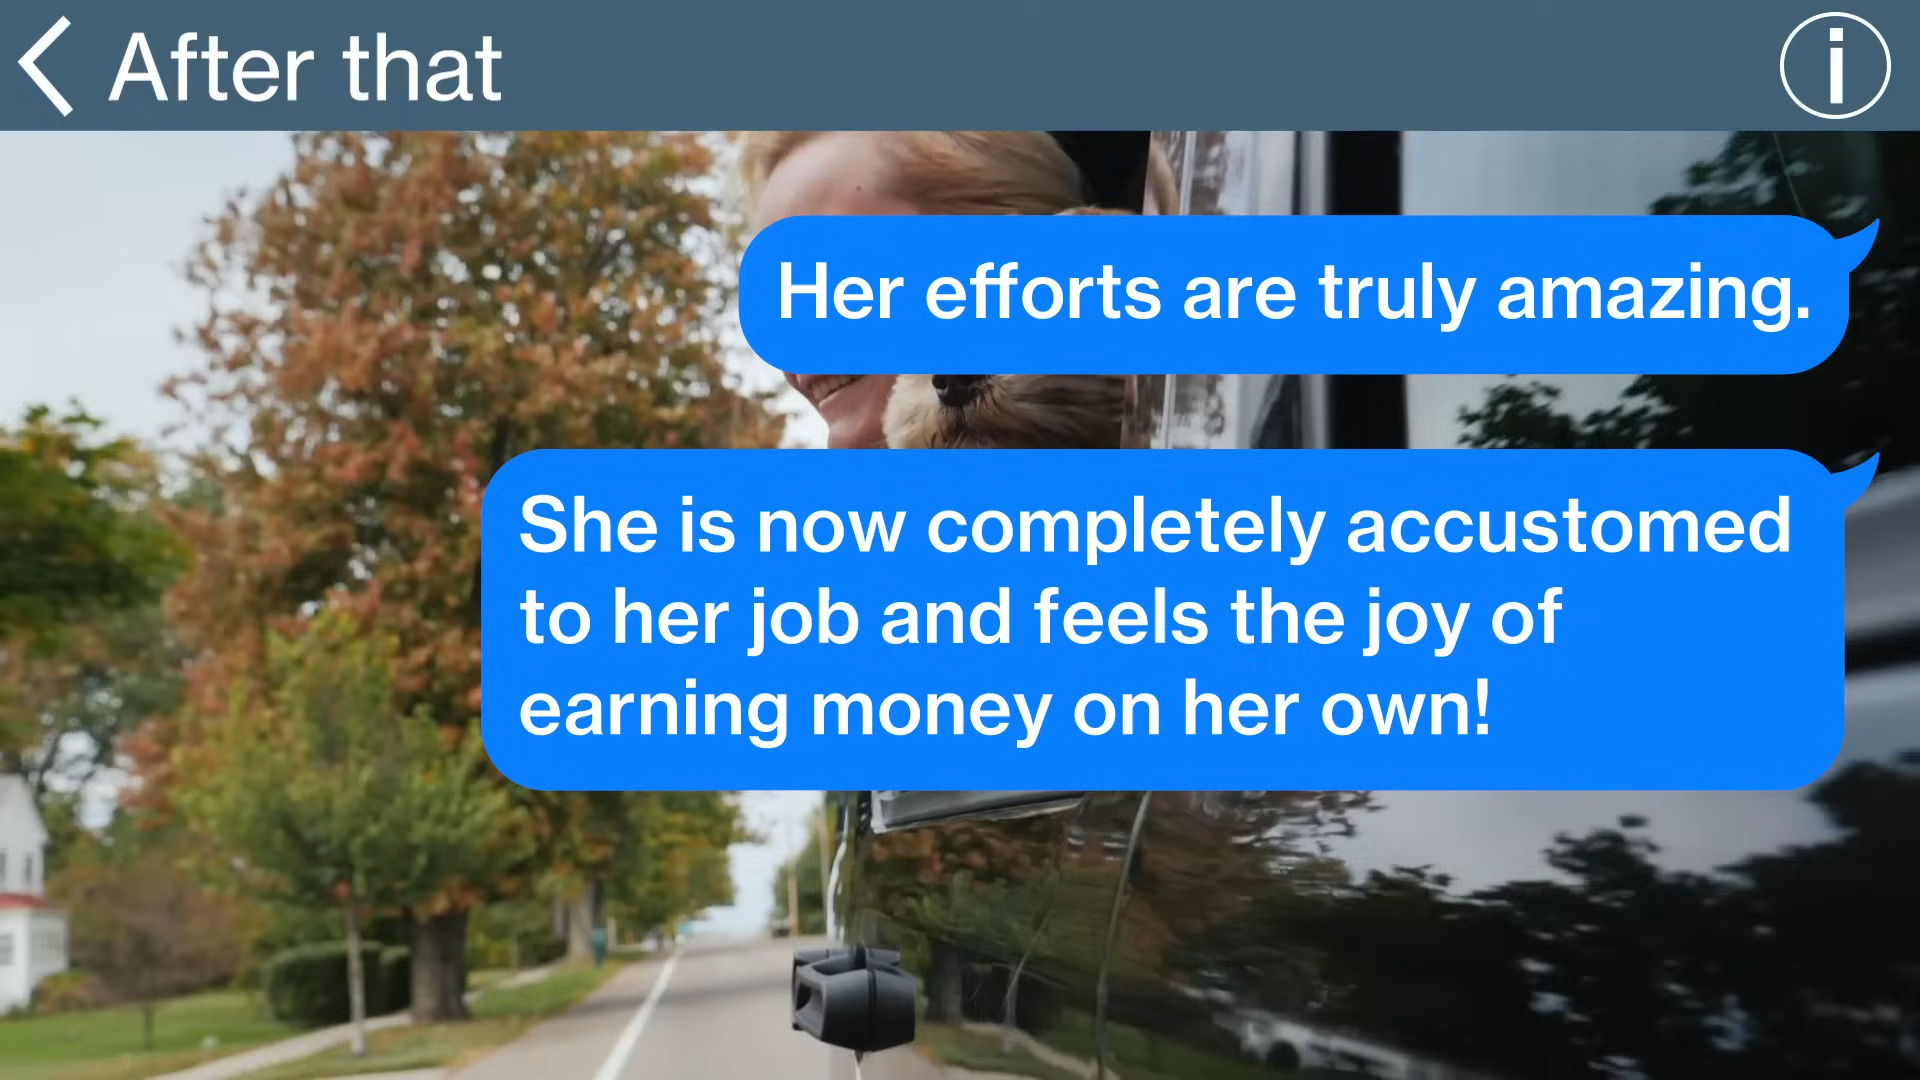 After that
Her efforts are truly amazing.
She is now completely accustomed
to her job and feels the joy of
earning money on her own!